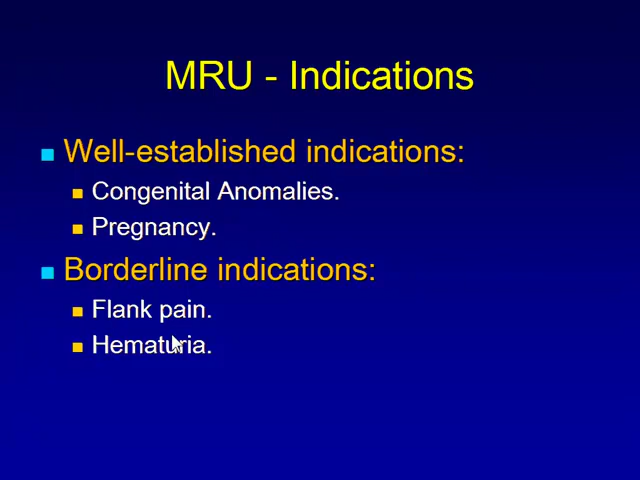 MRU - Indications
Well-established indications:
Congenital Anomalies.
Pregnancy.
Borderline indications:
Flank pain.
Hematuria.